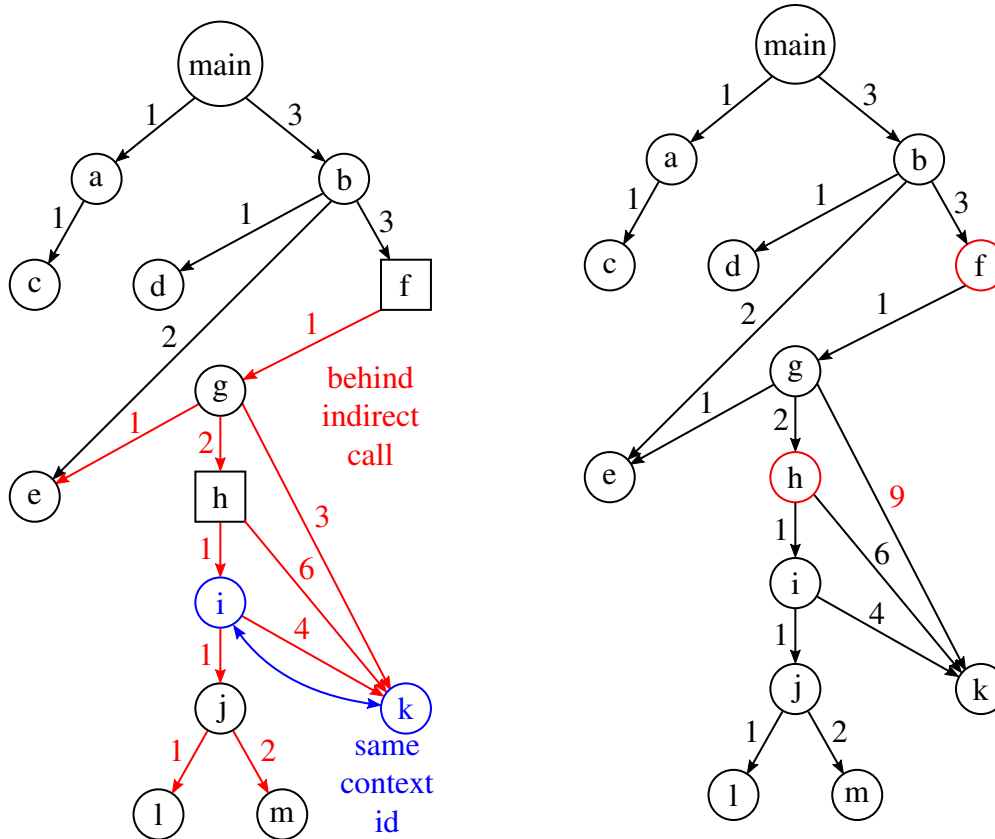 main
1
3
a
b
1
1
3
c
d
f
2
1
g
behind
indirect
call
1
2
3
e
h
1
6
i
4
1
j
k
same
context
id
1
2
l
m
main
1
3
a
b
1
1
3
c
d
f
2
1
g
1
2
9
e
h
1
6
i
4
1
j
k
1
2
l
m